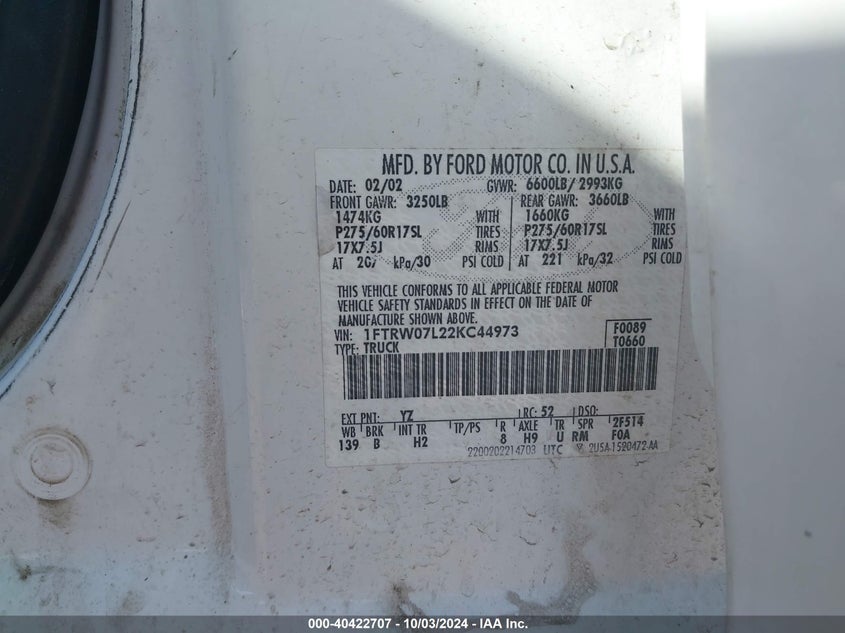 MFD. BY FORD MOTOR CO. IN U.S.A.
DATE: 02/02 GVWR: 6600LB/ 2993KG
FRONT GAWR: 3250LB REAR GAWR: 3660LB
1474KG WITH 1660KG WITH
P275/60R17SL TIRES P275/60R17SL TIRES
17X7.5J RIMS 17X7.5J RIMS
AT 207 kPa/30 PSI COLD AT 221 kPa/32 PSI COLD
THIS VEHICLE CONFORMS TO ALL APPLICABLE FEDERAL MOTOR
VEHICLE SAFETY STANDARDS IN EFFECT ON THE DATE OF
MANUFACTURE SHOWN ABOVE.
VIN: 1FTRW07L22KC44973 F0089
TYPE: TRUCK T0660
EXT PNT: YZ RC: 52 DSO:
WB BRK INT TR TP/PS R AXLE TR SPR 2F514
139 B H2 8 H9 U RM F0A
2200202214703 UTC 2U5A-1520472-AA
000-40422707 - 10/03/2024 - IAA Inc.